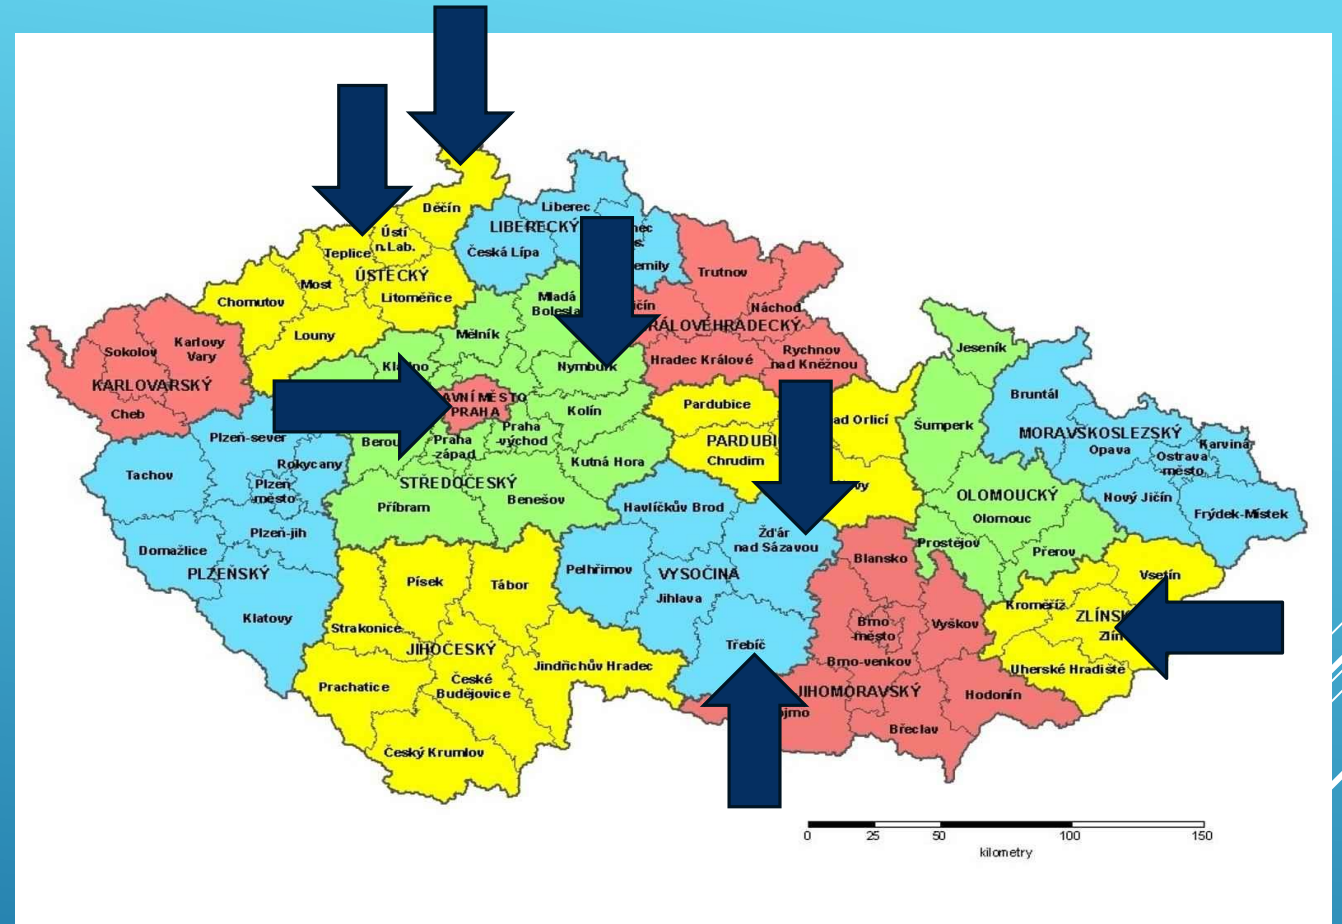 Děčín
Liberec
LIBERECKÝ
Ústí
n.Lab.
Teplice
Česká Lípa
ÚSTECKÝ
Most
Trutnov
Chomutov
Litoměřice
Mladá
Náchod
Louny
Mělník
Karlovy
Vary
Sokolov
Jeseník
Rychnov
nad Kněžnou
Hradec Králové
Nymburk
KARLOVARSKÝ
Cheb
PRAHA
Kolín
Pardubice
Bruntál
Praha
-východ
Šumperk
MORAVSKOSLEZSKÝ
Plzeň-sever
Praha
-západ
Opava
Karviná
Ostrava
-město
Rokycany
Chrudim
Kutná Hora
Tachov
STŘEDOČESKÝ
Plzeň
-město
Nový Jičín
OLOMOUCKÝ
Benešov
Příbram
Havlíčkův Brod
Frýdek-Místek
Olomouc
Plzeň-jih
Žďár
nad Sázavou
Prostějov
Domažlice
Přerov
Blansko
PLZEŇSKÝ
Pelhřimov
VYSOČINA
Vsetín
Písek
Tábor
Jihlava
Kroměříž
Klatovy
Brno
-město
Vyškov
Strakonice
Třebíč
JIHOČESKÝ
Brno-venkov
Jindřichův Hradec
Uherské Hradiště
Prachatice
České
Budějovice
JIHOMORAVSKÝ
Hodonín
Břeclav
Český Krumlov
0 25 50 100 150
kilometry